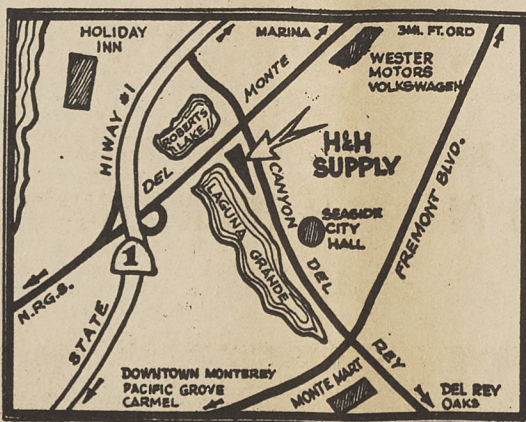 HOLIDAY
INN
MARINA
3 MI. FT. ORD
WESTER
MOTORS
VOLKSWAGEN
HIWAY #1
ROBERTS
LAKE
DEL
MONTE
H&H
SUPPLY
CANYON
DEL
REY
LAGUNA
GRANDE
SEASIDE
CITY
HALL
FREMONT BLVD.
1
N.P.G.S.
STATE
DOWNTOWN MONTEREY
PACIFIC GROVE
CARMEL
MONTE MART
DEL REY
OAKS